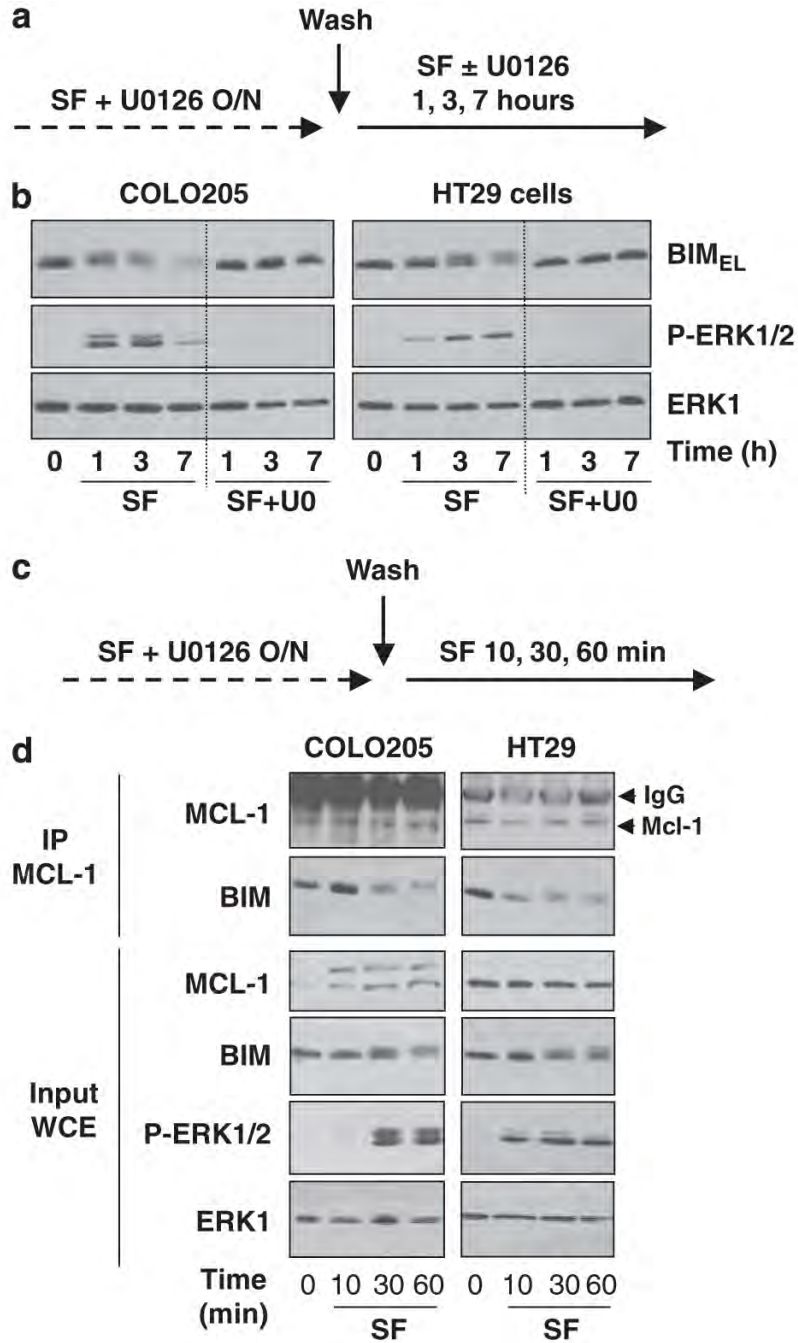 a
Wash
SF + U0126 O/N
SF ± U0126
1, 3, 7 hours
b
COLO205 HT29 cells
BIMEL
P-ERK1/2
ERK1
0 1 3 7 1 3 7 0 1 3 7 1 3 7 Time (h)
SF SF+U0 SF SF+U0
c
Wash
SF + U0126 O/N SF 10, 30, 60 min
d
COLO205 HT29
IP
MCL-1
MCL-1
IgG
Mcl-1
BIM
Input
WCE
MCL-1
BIM
P-ERK1/2
ERK1
Time
(min)
0 10 30 60 0 10 30 60
SF SF